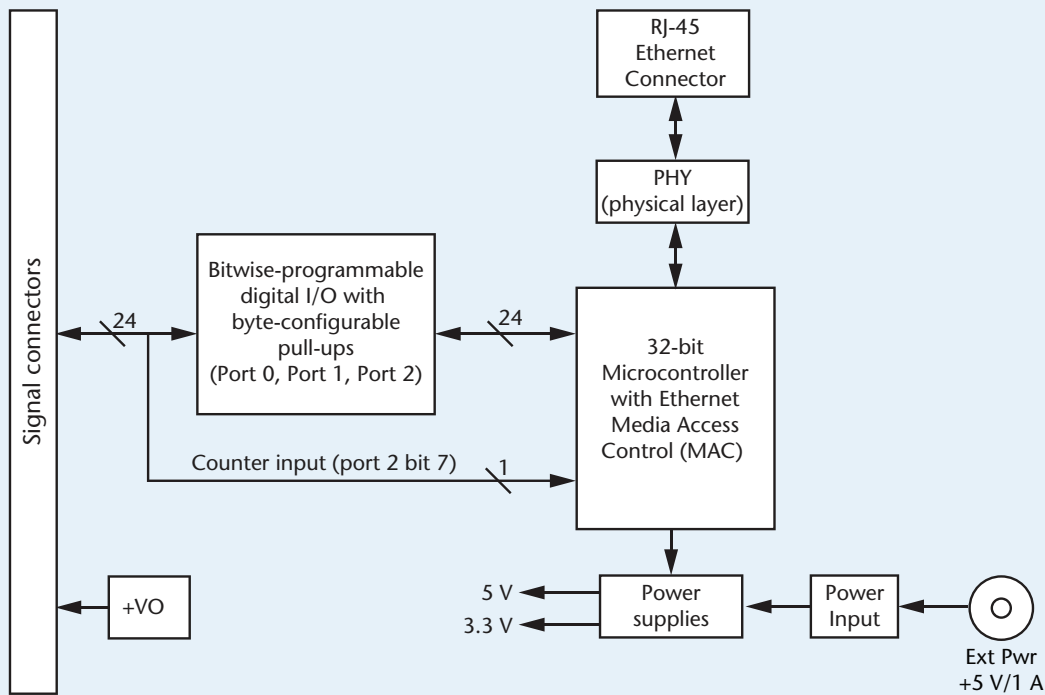 RJ-45
Ethernet
Connector
PHY
(physical layer)
Signal connectors
24
Bitwise-programmable
digital I/O with
byte-configurable
pull-ups
(Port 0, Port 1, Port 2)
24
32-bit
Microcontroller
with Ethernet
Media Access
Control (MAC)
Counter input (port 2 bit 7)
1
+VO
5 V
3.3 V
Power
supplies
Power
Input
Ext Pwr
+5 V/1 A